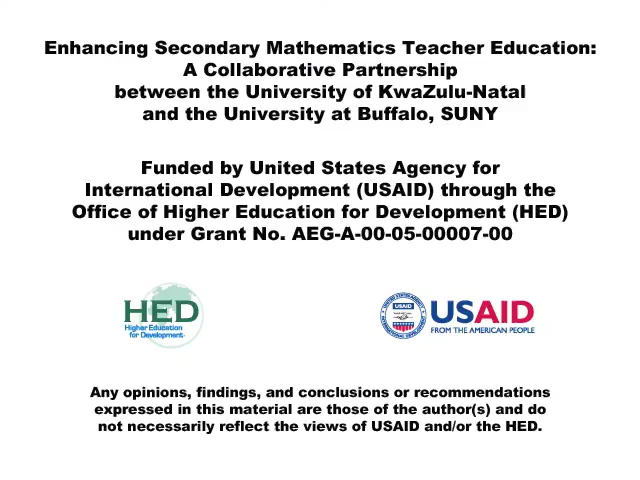 Enhancing Secondary Mathematics Teacher Education:
A Collaborative Partnership
between the University of KwaZulu-Natal
and the University at Buffalo, SUNY
Funded by United States Agency for
International Development (USAID) through the
Office of Higher Education for Development (HED)
under Grant No. AEG-A-00-05-00007-00
HED
Higher Education
for Development
USAID
USAID
FROM THE AMERICAN PEOPLE
Any opinions, findings, and conclusions or recommendations
expressed in this material are those of the author(s) and do
not necessarily reflect the views of USAID and/or the HED.